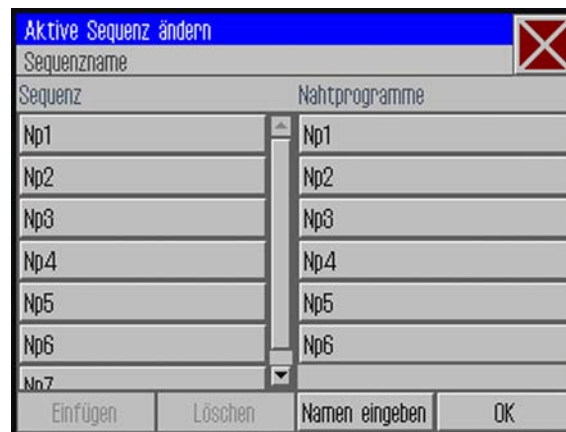 Aktive Sequenz ändern
Sequenzname
Sequenz Nahtprogramme
Np1 Np1
Np2 Np2
Np3 Np3
Np4 Np4
Np5 Np5
Np6 Np6
Np7
Einfügen Löschen Namen eingeben OK